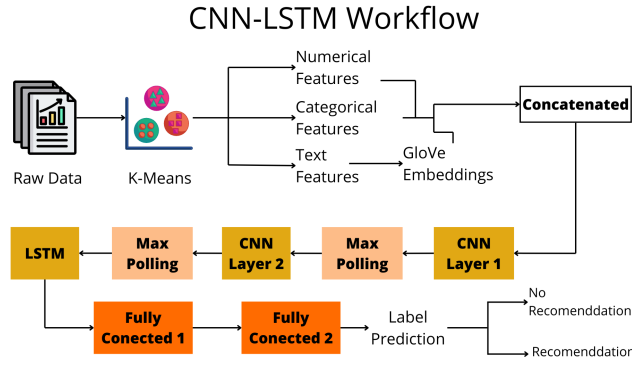 CNN-LSTM Workflow
Numerical
Features
Categorical
Features
Text
Features
GloVe
Embeddings
Concatenated
Raw Data
K-Means
LSTM
Max
Polling
CNN
Layer 2
Max
Polling
CNN
Layer 1
Fully
Conected 1
Fully
Conected 2
Label
Prediction
No
Recomenddation
Recomenddation